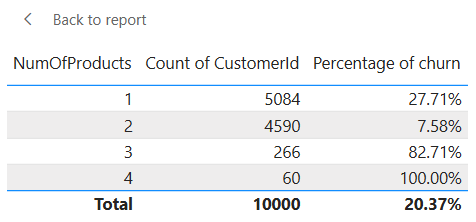 Back to report
NumOfProducts Count of CustomerId Percentage of churn
1 5084 27.71%
2 4590 7.58%
3 266 82.71%
4 60 100.00%
Total 10000 20.37%